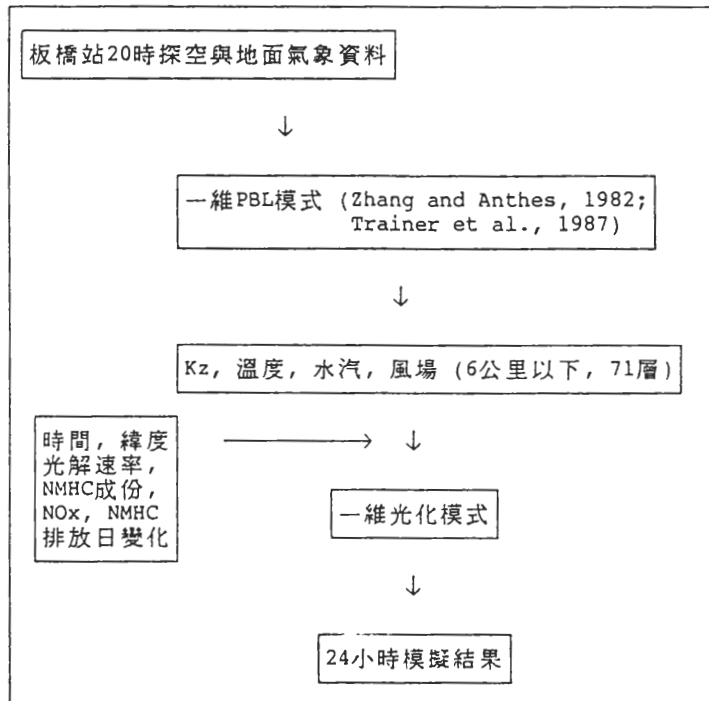 板橋站20時探空與地面氣象資料
↓
一維PBL模式 (Zhang and Anthes, 1982;
Trainer et al., 1987)
↓
Kz, 溫度, 水汽, 風場 (6公里以下, 71層)
時間, 緯度
光解速率,
NMHC成份,
NOx, NMHC
排放日變化
→ ↓
一維光化模式
↓
24小時模擬結果